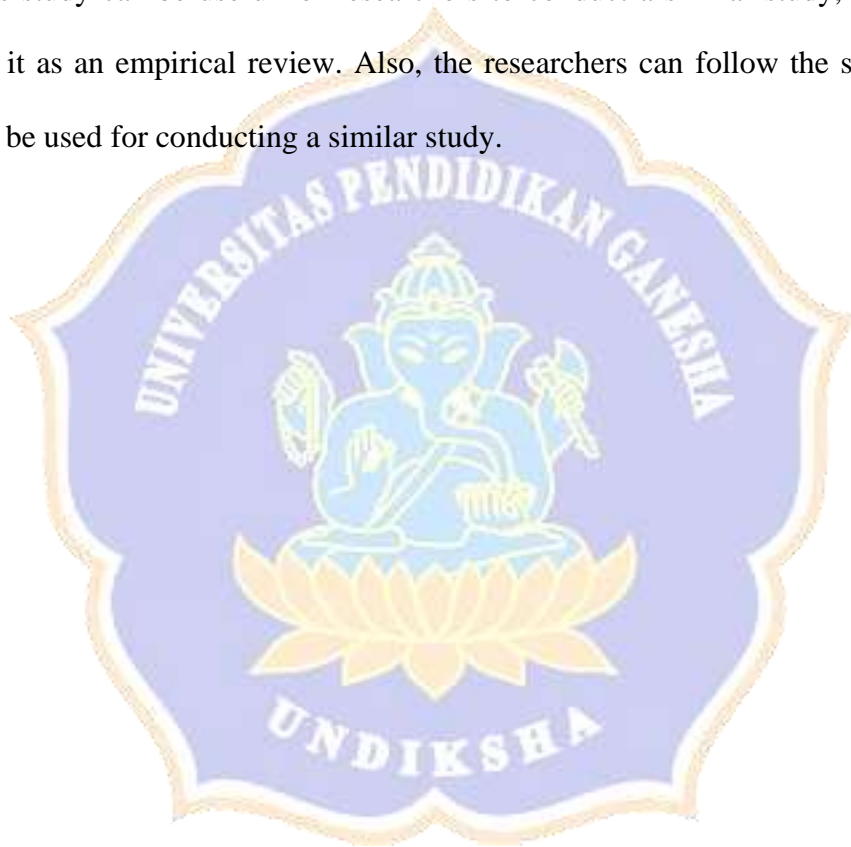 it as an empirical review. Also, the researchers can follow the s
be used for conducting a similar study.
UNIVERSITAS PENDIDIKAN GANESHA
UNDIKSHA